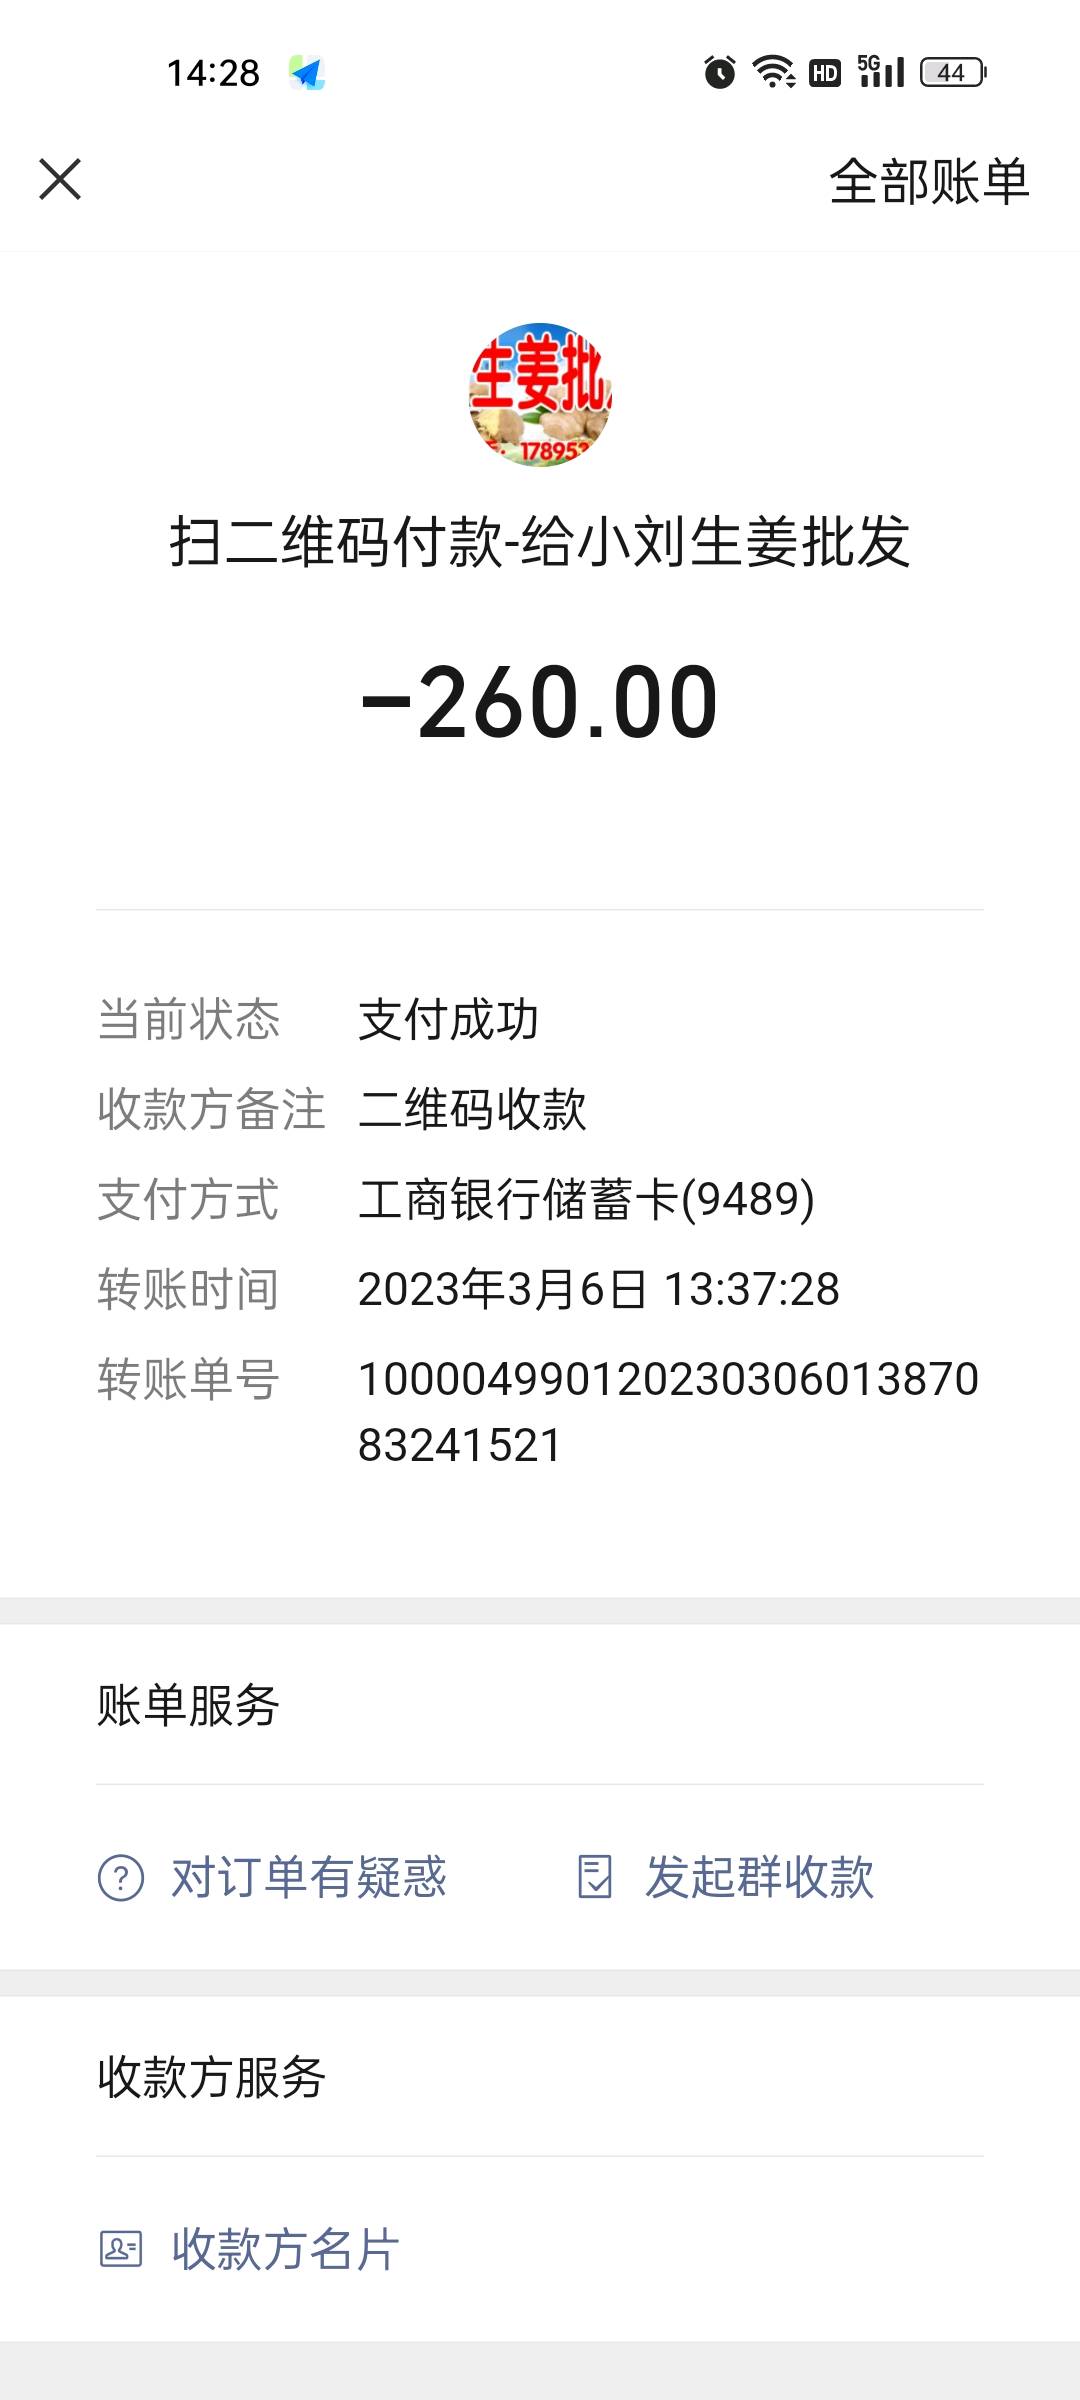 14:28
HD 5G 44
全部账单
生姜批
178953
扫二维码付款-给小刘生姜批发
-260.00
当前状态 支付成功
收款方备注 二维码收款
支付方式 工商银行储蓄卡(9489)
转账时间 2023年3月6日 13:37:28
转账单号 100004990120230306013870
83241521
账单服务
对订单有疑惑 发起群收款
收款方服务
收款方名片